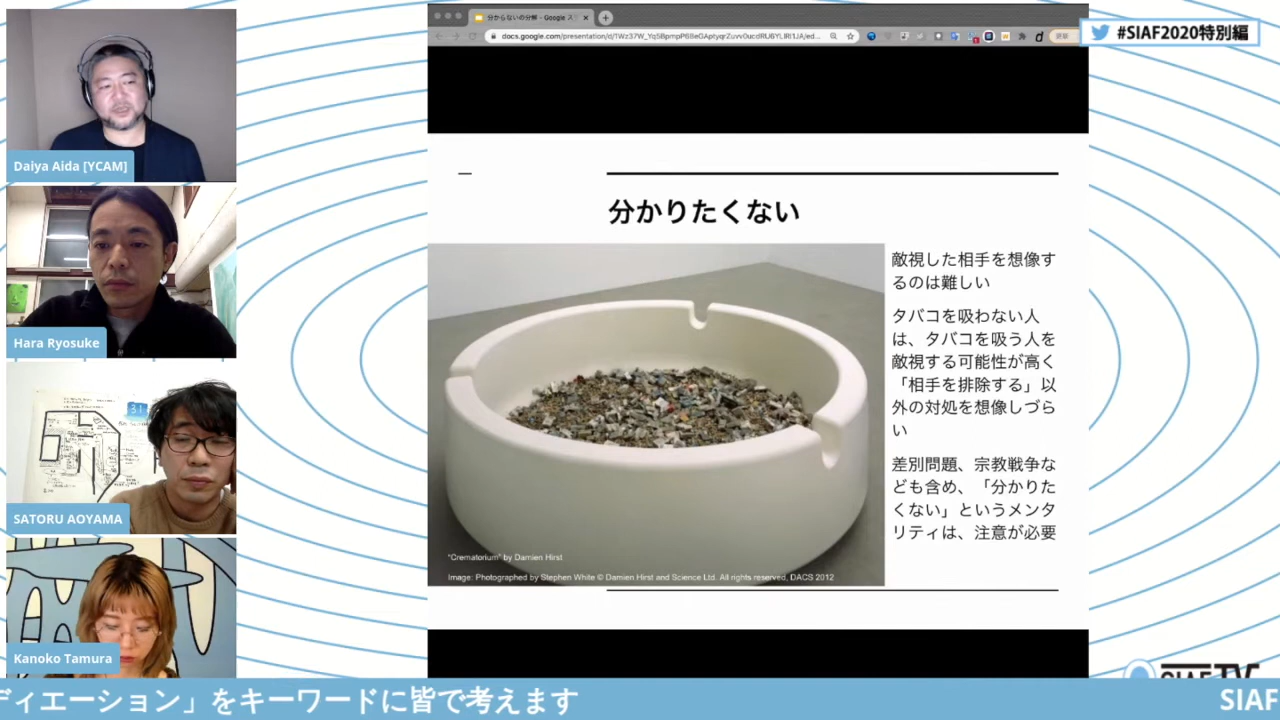 分からないの分解 - Google ス
docs.google.com/presentation/d/
更新
#SIAF2020特別編
分かりたくない
敵視した相手を想像す
るのは難しい
タバコを吸わない人
は、タバコを吸う人を
敵視する可能性が高く
「相手を排除する」以
外の対処を想像しづら
い
差別問題、宗教戦争な
ども含め、「分かりた
くない」というメンタ
リティは、注意が必要
"Crematorium" by Damien Hirst
Image: Photographed by Stephen White © Damien Hirst and Science Ltd. All rights reserved, DACS 2012
Daiya Aida [YCAM]
Hara Ryosuke
31
SATORU AOYAMA
Kanoko Tamura
ディエーション」をキーワードに皆で考えます
SIAF